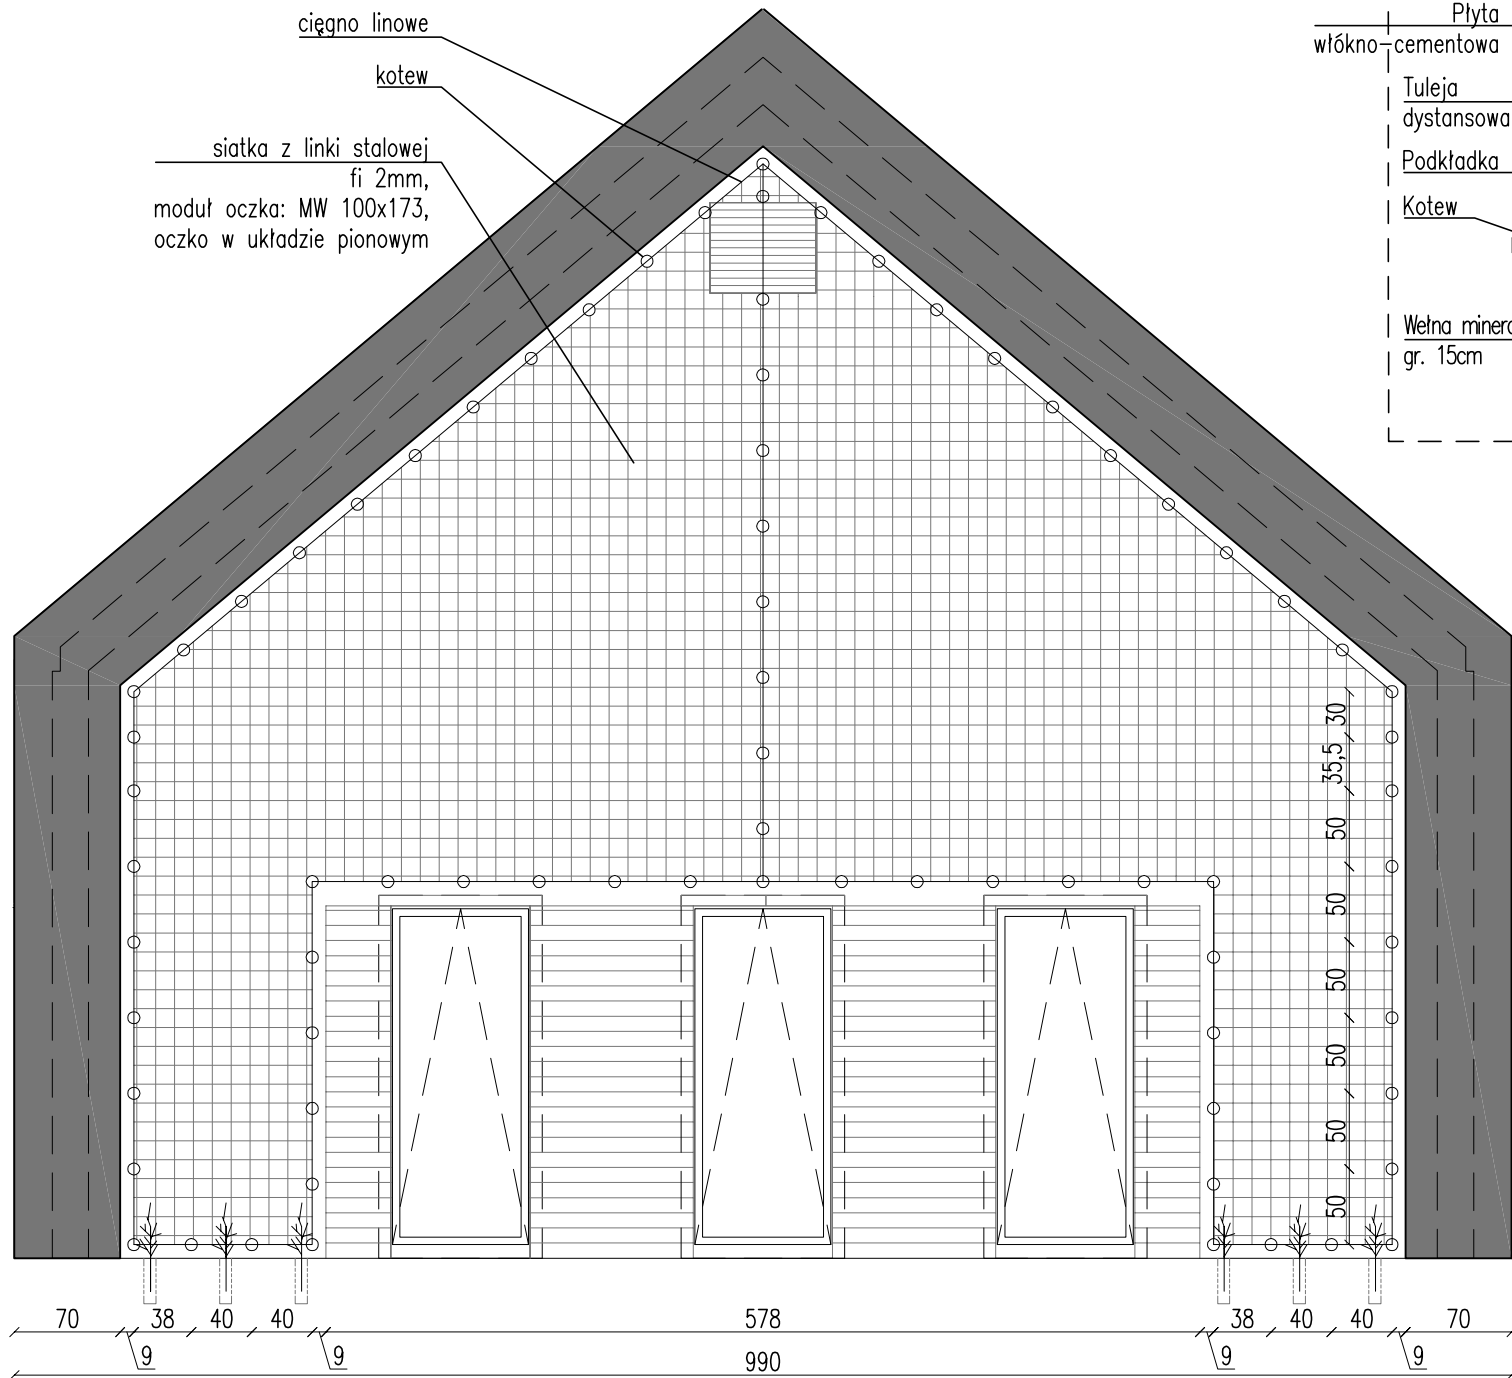 cięgno linowe
kotew
siatka z linki stalowej
fi 2mm,
moduł oczka: MW 100x173,
oczko w układzie pionowym
Płyta
włókno-cementowa
Tuleja
dystansowa
Podkładka
Kotew
Wełna minera
gr. 15cm
30
35,5
50
50
50
50
50
50
70
38
40
40
578
38
40
40
70
9
9
9
9
990